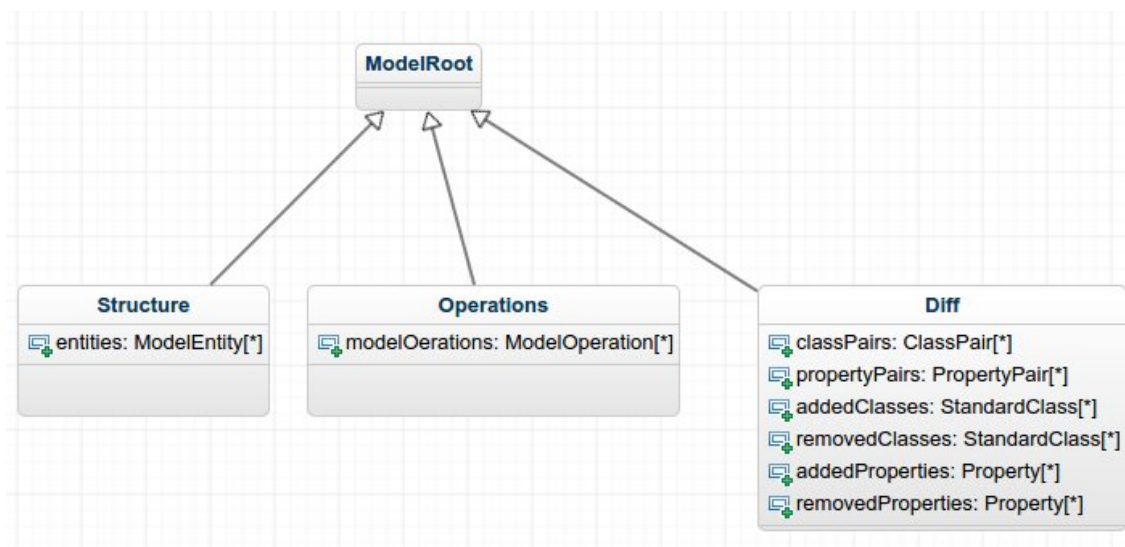 ModelRoot
Structure
entities: ModelEntity[*]
Operations
modelOerations: ModelOperation[*]
Diff
classPairs: ClassPair[*]
propertyPairs: PropertyPair[*]
addedClasses: StandardClass[*]
removedClasses: StandardClass[*]
addedProperties: Property[*]
removedProperties: Property[*]